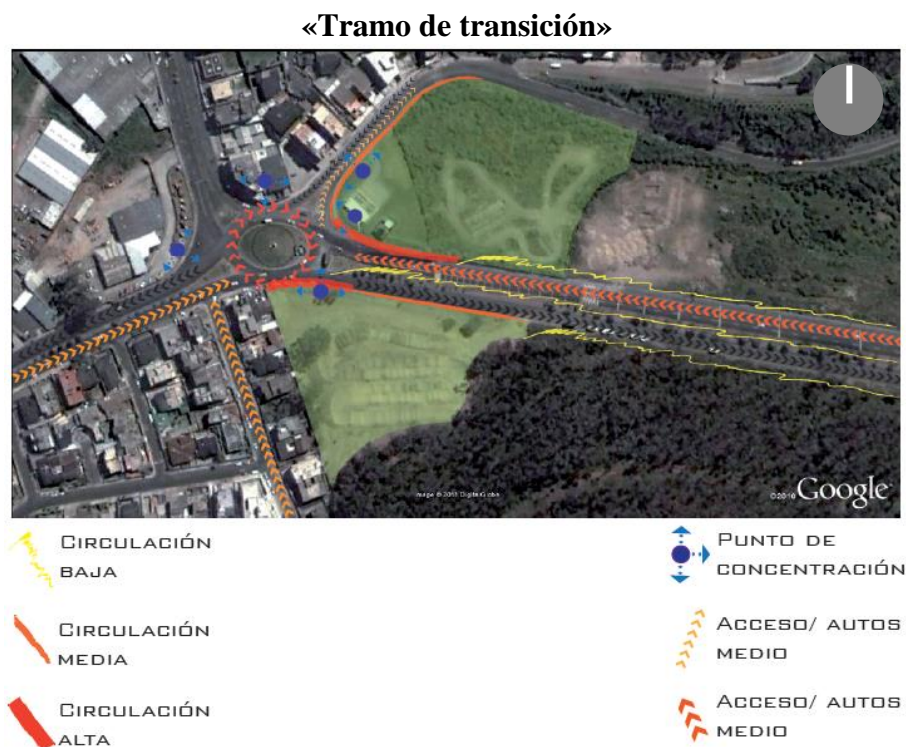 «Tramo de transición»
©2010 Google
CIRCULACIÓN
BAJA
CIRCULACIÓN
MEDIA
CIRCULACIÓN
ALTA
PUNTO DE
CONCENTRACIÓN
ACCESO/ AUTOS
MEDIO
ACCESO/ AUTOS
MEDIO